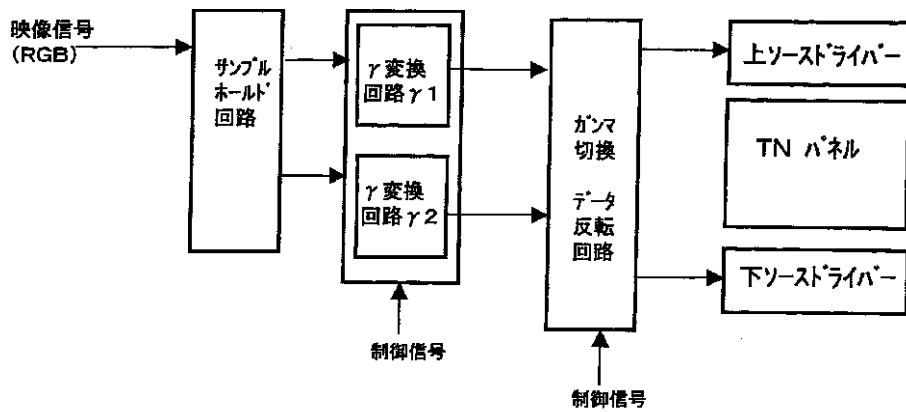 映像信号
(RGB)
サンプル
ホールド
回路
γ変換
回路γ1
γ変換
回路γ2
制御信号
ガンマ
切換
データ
反転
回路
制御信号
上ソースドライバー
TN パネル
下ソースドライバー